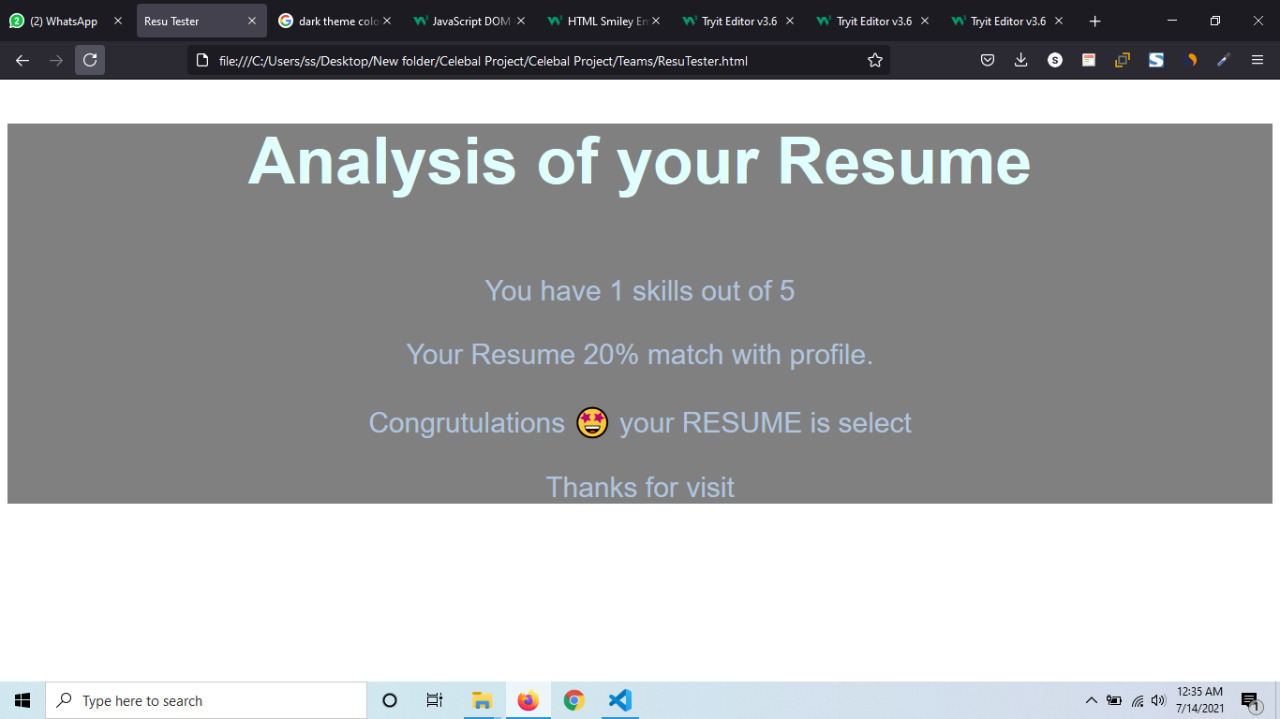 (2) WhatsApp
Resu Tester
dark theme colo
JavaScript DOM
HTML Smiley Em
Tryit Editor v3.6
Tryit Editor v3.6
Tryit Editor v3.6
file:///C:/Users/ss/Desktop/New folder/Celebal Project/Celebal Project/Teams/ResuTester.html
Analysis of your Resume
You have 1 skills out of 5
Your Resume 20% match with profile.
Congrutulations 🤩 your RESUME is select
Thanks for visit
Type here to search
12:35 AM
7/14/2021
1